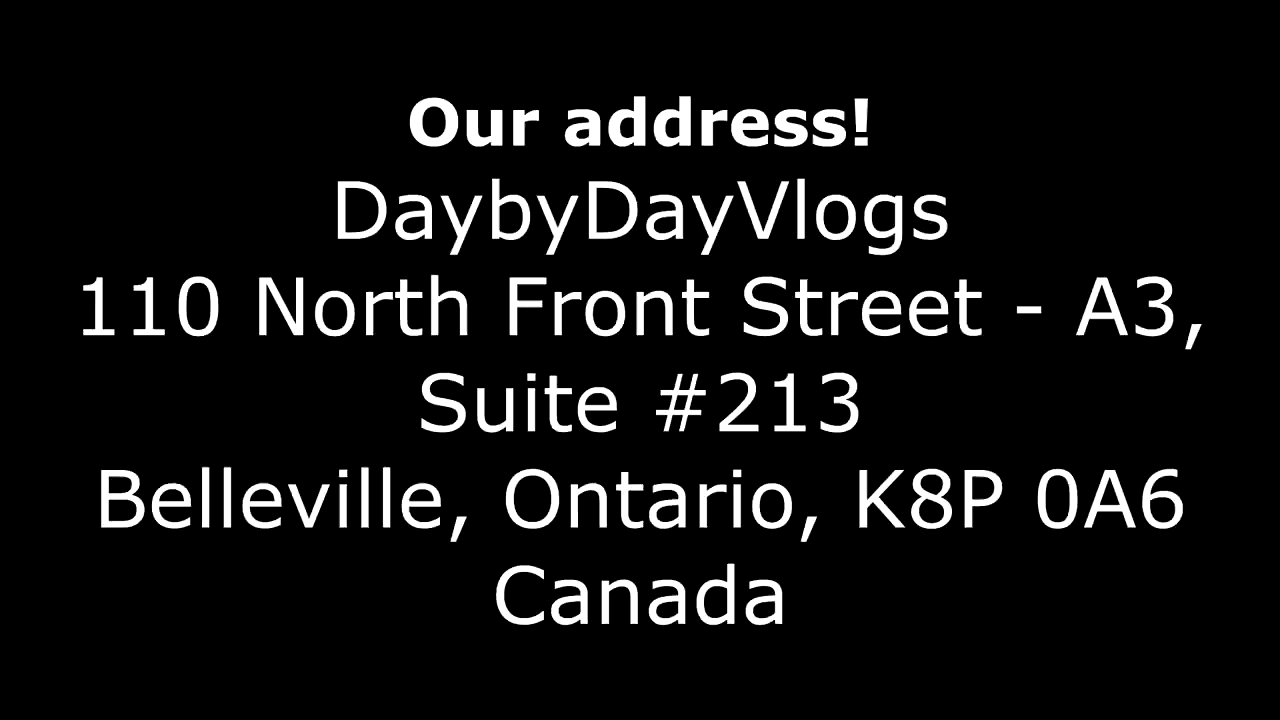 Our address!
DaybyDayVlogs
110 North Front Street - A3,
Suite #213
Belleville, Ontario, K8P 0A6
Canada